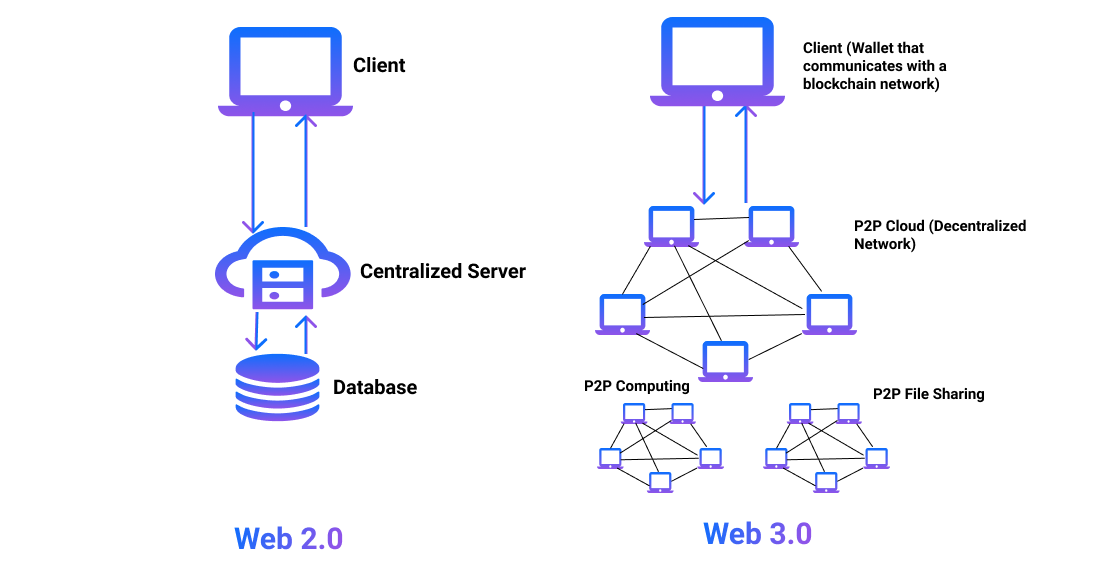 Client
Centralized Server
Database
Web 2.0
Client (Wallet that
communicates with a
blockchain network)
P2P Cloud (Decentralized
Network)
P2P Computing
P2P File Sharing
Web 3.0